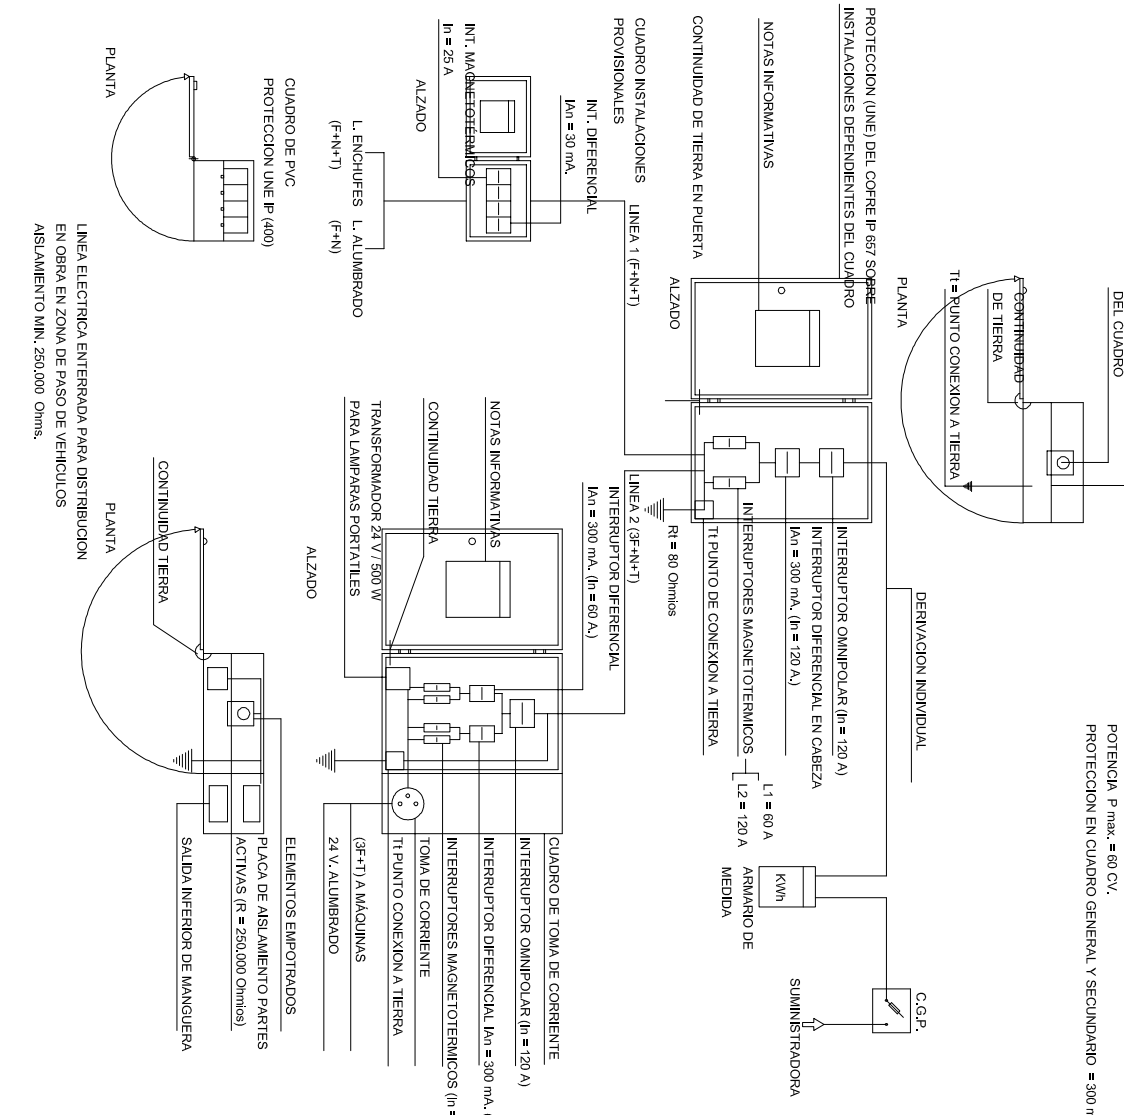 DEL CUADRO
PROTECCION (UNE) DEL COFRE IP 657 SOBRE
INSTALACIONES DEPENDIENTES DEL CUADRO
NOTAS INFORMATIVAS
CONTINUIDAD DE TIERRA EN PUERTA
CUADRO INSTALACIONES
PROVISIONALES
INT. DIFERENCIAL
IAn = 30 mA.
INT. MAGNETOTÉRMICOS
In = 25 A
ALZADO
L. ENCHUFES
(F+N+T)
L. ALUMBRADO
(F+N)
CUADRO DE PVC
PROTECCION UNE IP (400)
PLANTA
LINEA ELECTRICA ENTERRADA PARA DISTRIBUCION
EN OBRA EN ZONA DE PASO DE VEHICULOS
AISLAMIENTO MIN. 250.000 Ohms.
CONTINUIDAD
DE TIERRA
Tt = PUNTO CONEXION A TIERRA
PLANTA
ALZADO
LINEA 1 (F+N+T)
LINEA 2 (3F+N+T)
Rt = 80 Ohmios
DERIVACION INDIVIDUAL
INTERRUPTOR OMNIPOLAR (In = 120 A)
INTERRUPTOR DIFERENCIAL EN CABEZA
IAn = 300 mA. (In = 120 A.)
INTERRUPTORES MAGNETOTERMICOS
L1 = 60 A
L2 = 120 A
Tt PUNTO DE CONEXION A TIERRA
INTERRUPTOR DIFERENCIAL
IAn = 300 mA. (In = 60 A.)
NOTAS INFORMATIVAS
CONTINUIDAD TIERRA
TRANSFORMADOR 24 V / 500 W
PARA LAMPARAS PORTATILES
ALZADO
CONTINUIDAD TIERRA
PLANTA
POTENCIA P max. = 60 CV.
PROTECCION EN CUADRO GENERAL Y SECUNDARIO = 300 m
KWh
ARMARIO DE
MEDIDA
C.G.P.
SUMINISTRADORA
CUADRO DE TOMA DE CORRIENTE
INTERRUPTOR OMNIPOLAR (In = 120 A)
INTERRUPTOR DIFERENCIAL IAn = 300 mA. (
INTERRUPTORES MAGNETOTERMICOS (In =
TOMA DE CORRIENTE
Tt PUNTO CONEXION A TIERRA
(3F+T) A MÁQUINAS
24 V. ALUMBRADO
ELEMENTOS EMPOTRADOS
PLACA DE AISLAMIENTO PARTES
ACTIVAS (R = 250.000 Ohmios)
SALIDA INFERIOR DE MANGUERA